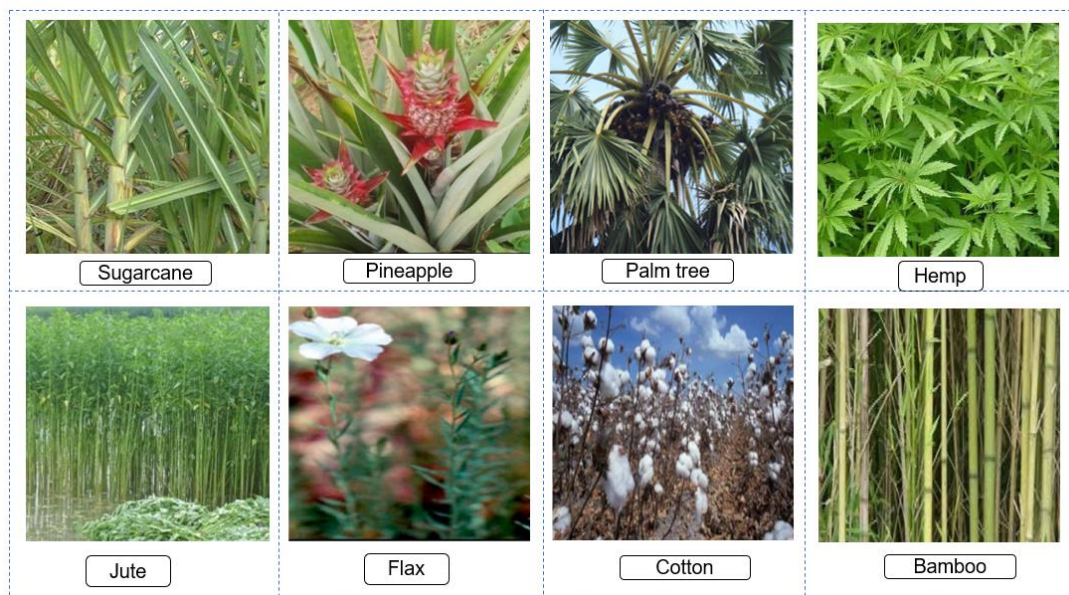 Sugarcane
Pineapple
Palm tree
Hemp
Jute
Flax
Cotton
Bamboo